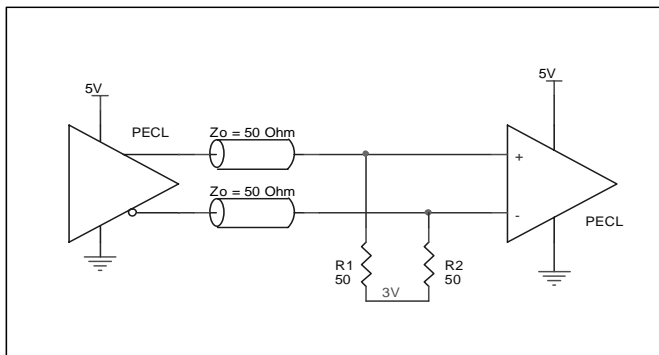 5V
PECL
Zo = 50 Ohm
Zo = 50 Ohm
5V
+
-
PECL
R1
50
R2
50
3V